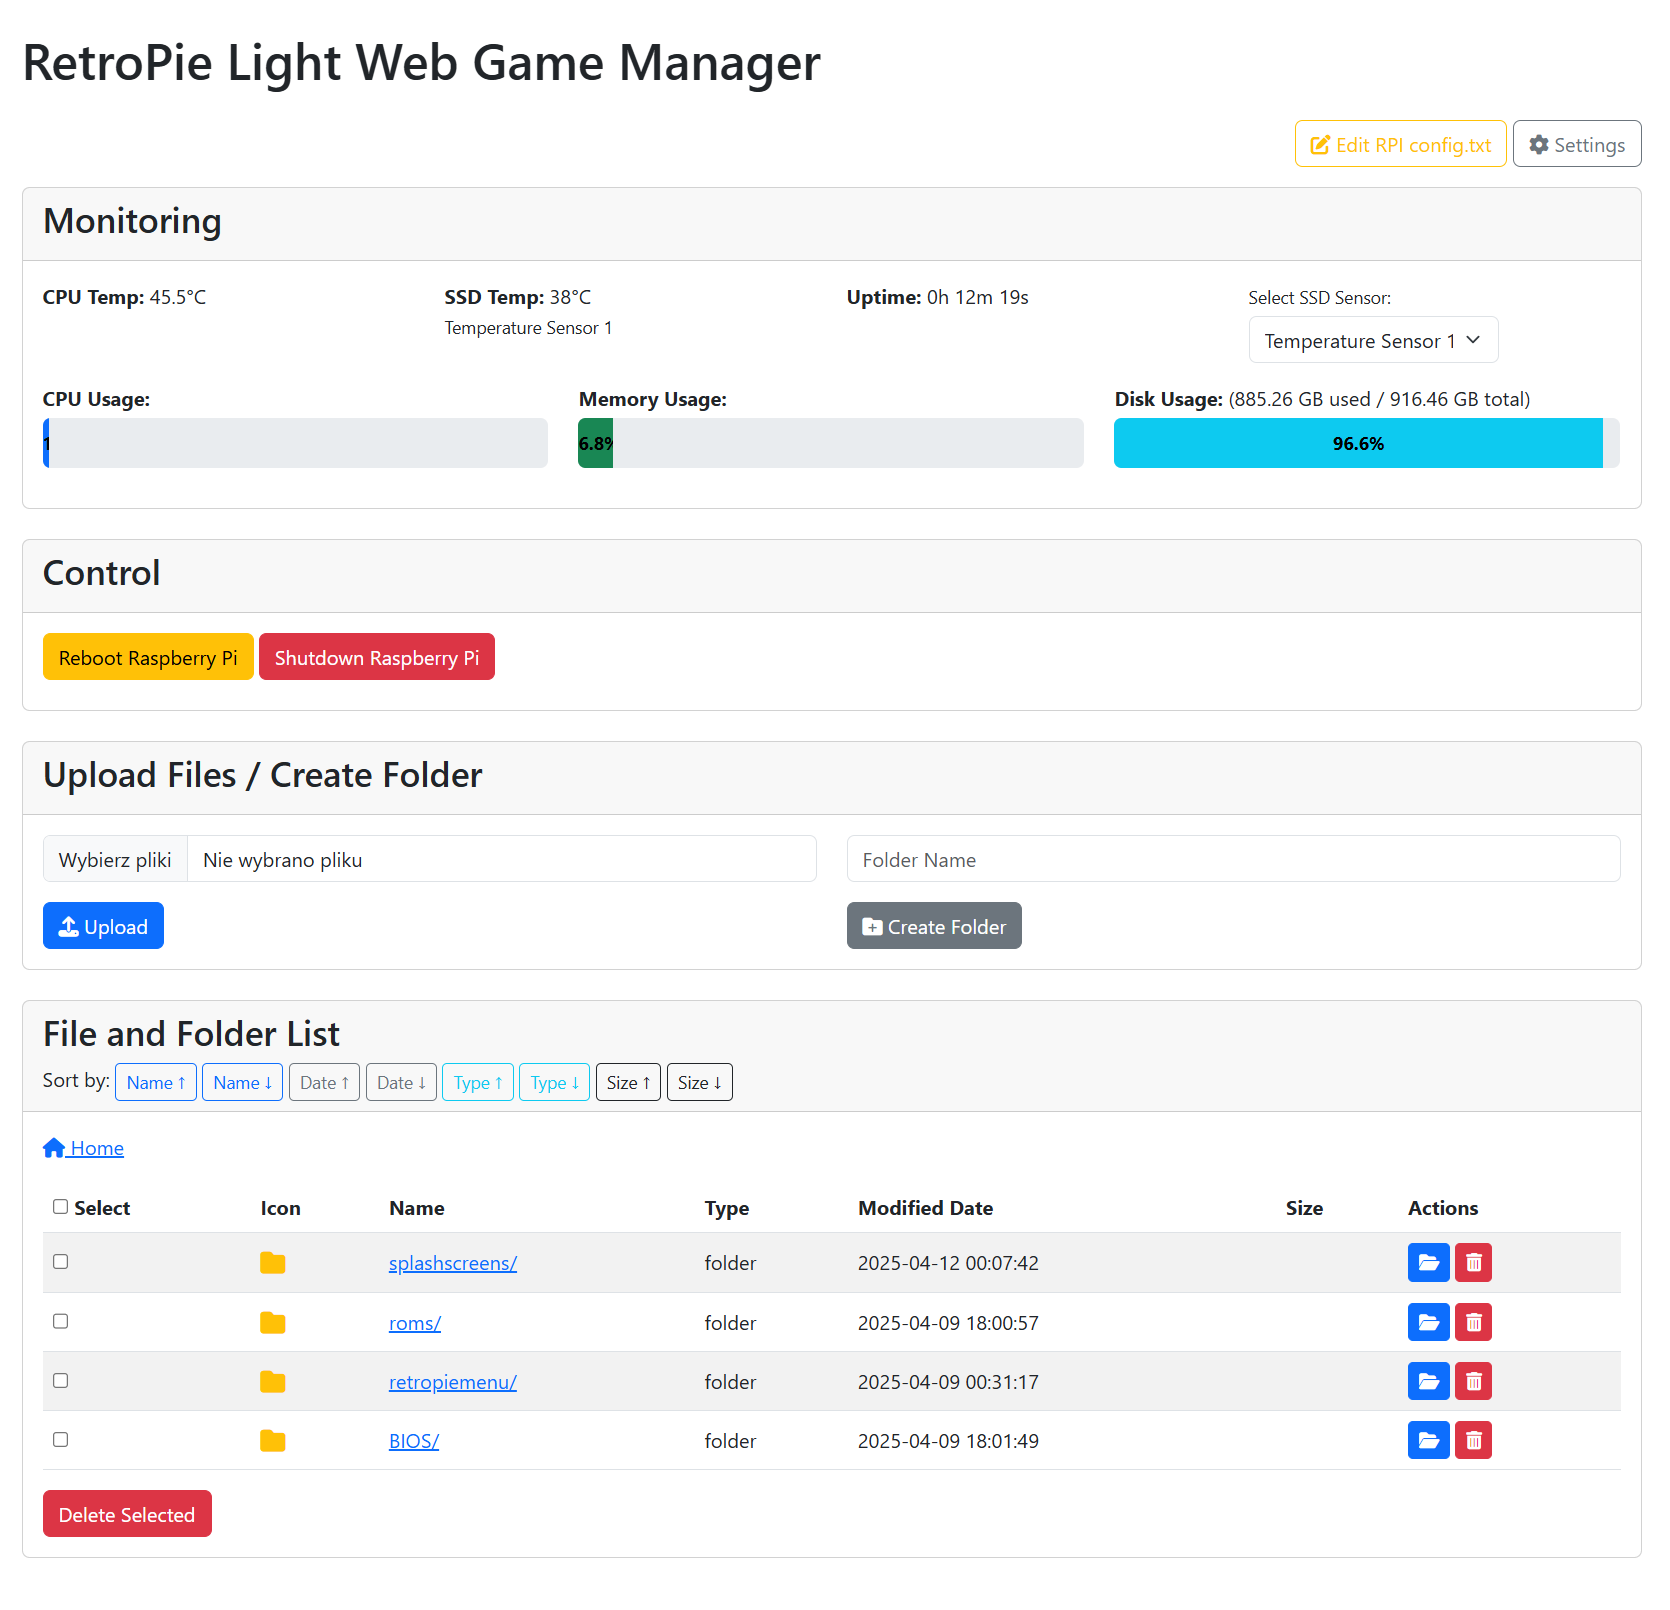 RetroPie Light Web Game Manager
Edit RPI config.txt Settings
Monitoring
CPU Temp: 45.5°C SSD Temp: 38°C Uptime: 0h 12m 19s Select SSD Sensor:
Temperature Sensor 1
Temperature Sensor 1
CPU Usage: Memory Usage: Disk Usage: (885.26 GB used / 916.46 GB total)
6.8% 96.6%
Control
Reboot Raspberry Pi Shutdown Raspberry Pi
Upload Files / Create Folder
Wybierz pliki Nie wybrano pliku Folder Name
Upload Create Folder
File and Folder List
Sort by: Name ↑ Name ↓ Date ↑ Date ↓ Type ↑ Type ↓ Size ↑ Size ↓
Home
Select Icon Name Type Modified Date Size Actions
splashscreens/ folder 2025-04-12 00:07:42
roms/ folder 2025-04-09 18:00:57
retropiemenu/ folder 2025-04-09 00:31:17
BIOS/ folder 2025-04-09 18:01:49
Delete Selected